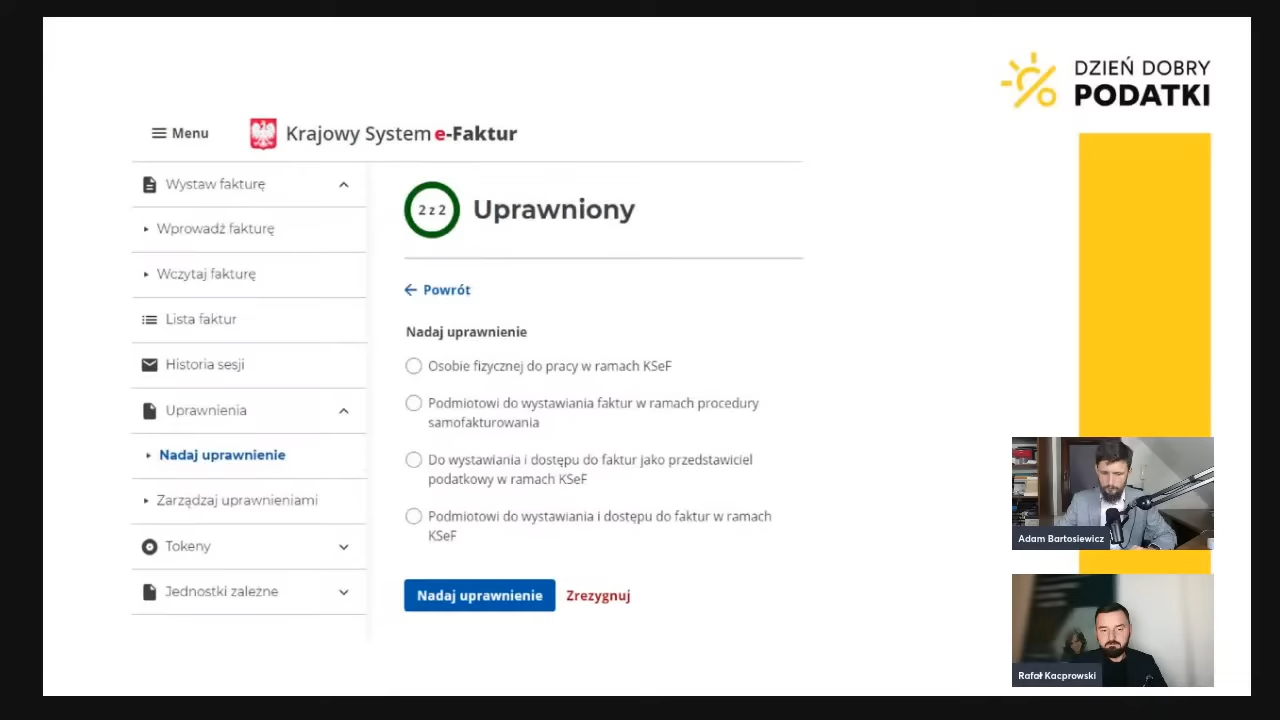 DZIEŃ DOBRY
PODATKI
Menu
Krajowy System e-Faktur
Wystaw fakturę
Wprowadź fakturę
Wczytaj fakturę
Lista faktur
Historia sesji
Uprawnienia
Nadaj uprawnienie
Zarządzaj uprawnieniami
Tokeny
Jednostki zależne
2 z 2
Uprawniony
Powrót
Nadaj uprawnienie
Osobie fizycznej do pracy w ramach KSeF
Podmiotowi do wystawiania faktur w ramach procedury
samofakturowania
Do wystawiania i dostępu do faktur jako przedstawiciel
podatkowy w ramach KSeF
Podmiotowi do wystawiania i dostępu do faktur w ramach
KSeF
Nadaj uprawnienie
Zrezygnuj
Adam Bartosiewicz
Rafał Kacprowski